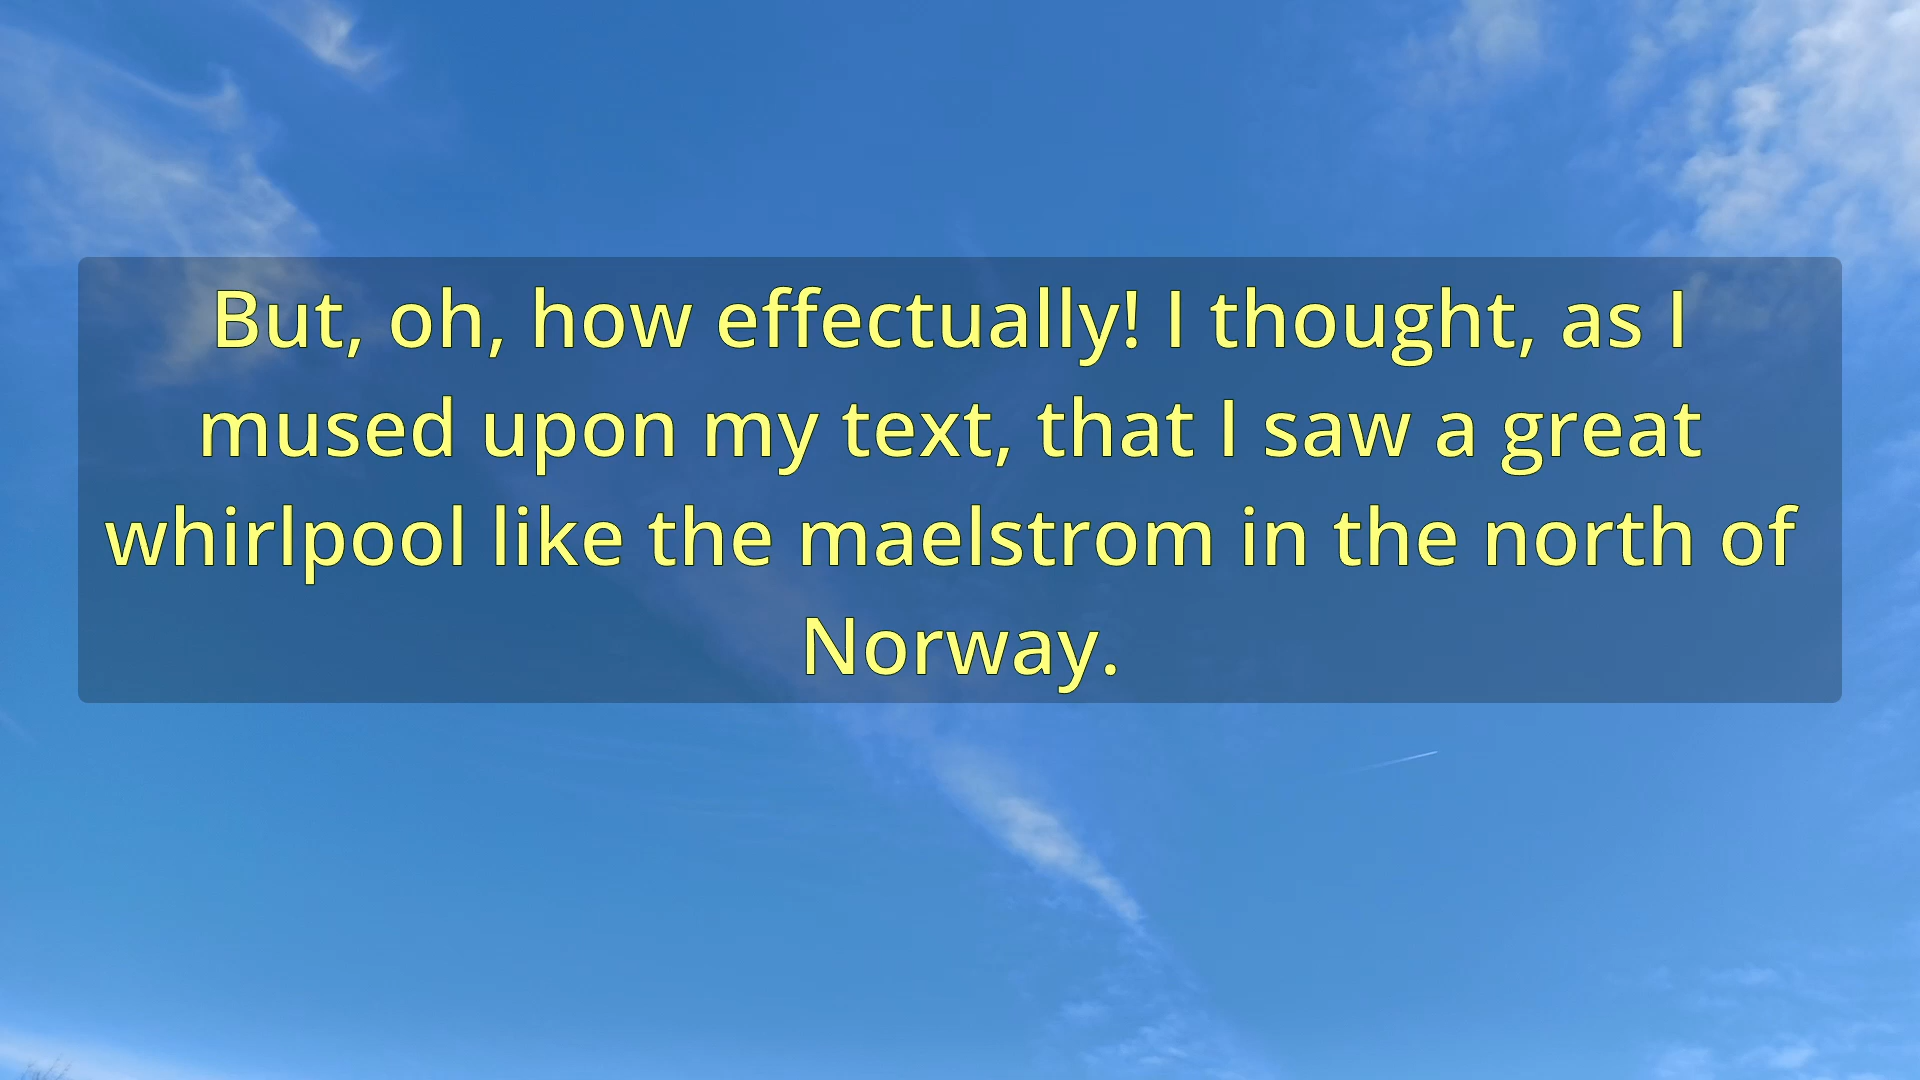 But, oh, how effectually! I thought, as I
mused upon my text, that I saw a great
whirlpool like the maelstrom in the north of
Norway.